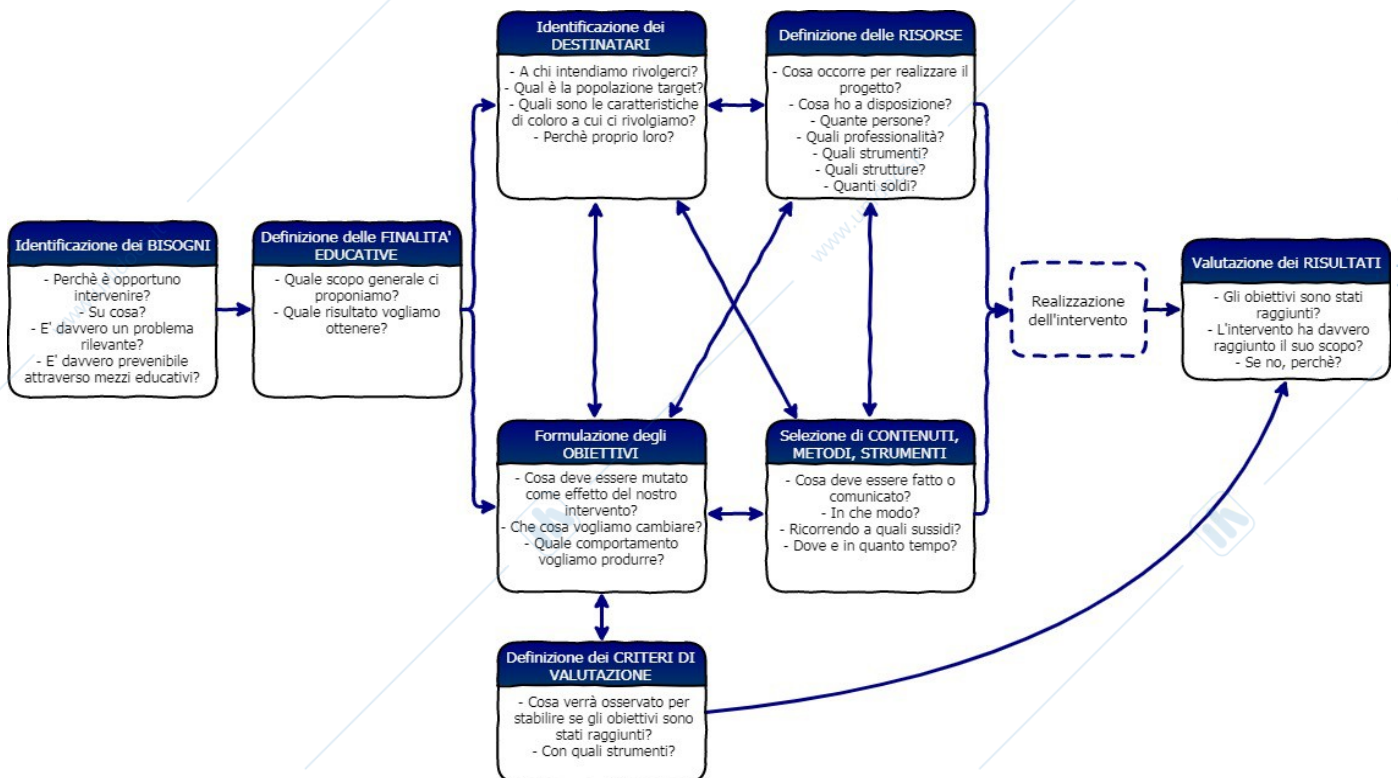 Identificazione dei BISOGNI
- Perchè è opportuno
intervenire?
- Su cosa?
- E' davvero un problema
rilevante?
- E' davvero prevenibile
attraverso mezzi educativi?
Definizione delle FINALITA'
EDUCATIVE
- Quale scopo generale ci
proponiamo?
- Quale risultato vogliamo
ottenere?
Identificazione dei
DESTINATARI
- A chi intendiamo rivolgerci?
- Qual è la popolazione target?
- Quali sono le caratteristiche
di coloro a cui ci rivolgiamo?
- Perchè proprio loro?
Definizione delle RISORSE
- Cosa occorre per realizzare il
progetto?
- Cosa ho a disposizione?
- Quante persone?
- Quali professionalità?
- Quali strumenti?
- Quali strutture?
- Quanti soldi?
Formulazione degli
OBIETTIVI
- Cosa deve essere mutato
come effetto del nostro
intervento?
- Che cosa vogliamo cambiare?
- Quale comportamento
vogliamo produrre?
Selezione di CONTENUTI,
METODI, STRUMENTI
- Cosa deve essere fatto o
comunicato?
- In che modo?
- Ricorrendo a quali sussidi?
- Dove e in quanto tempo?
Definizione dei CRITERI DI
VALUTAZIONE
- Cosa verrà osservato per
stabilire se gli obiettivi sono
stati raggiunti?
- Con quali strumenti?
Realizzazione
dell'intervento
Valutazione dei RISULTATI
- Gli obiettivi sono stati
raggiunti?
- L'intervento ha davvero
raggiunto il suo scopo?
- Se no, perchè?